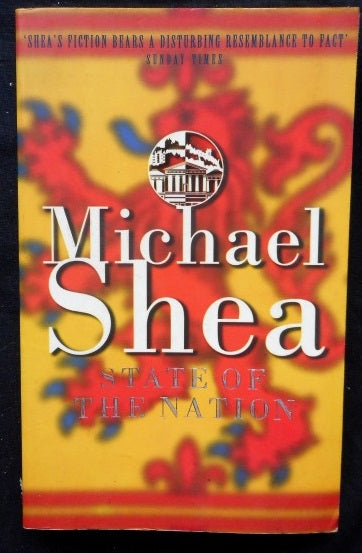 'SHEA'S FICTION BEARS A DISTURBING RESEMBLANCE TO FACT'
SUNDAY TIMES
Michael
Shea
STATE OF
THE NATION